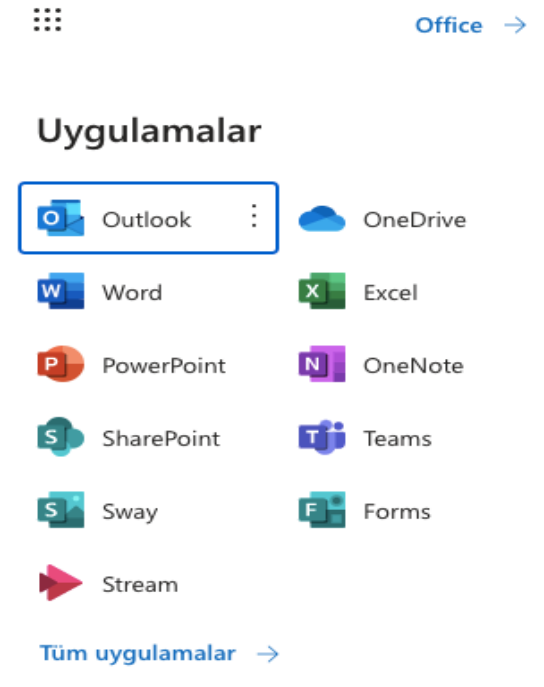 Office →
Uygulamalar
Outlook OneDrive
Word Excel
PowerPoint OneNote
SharePoint Teams
Sway Forms
Stream
Tüm uygulamalar →